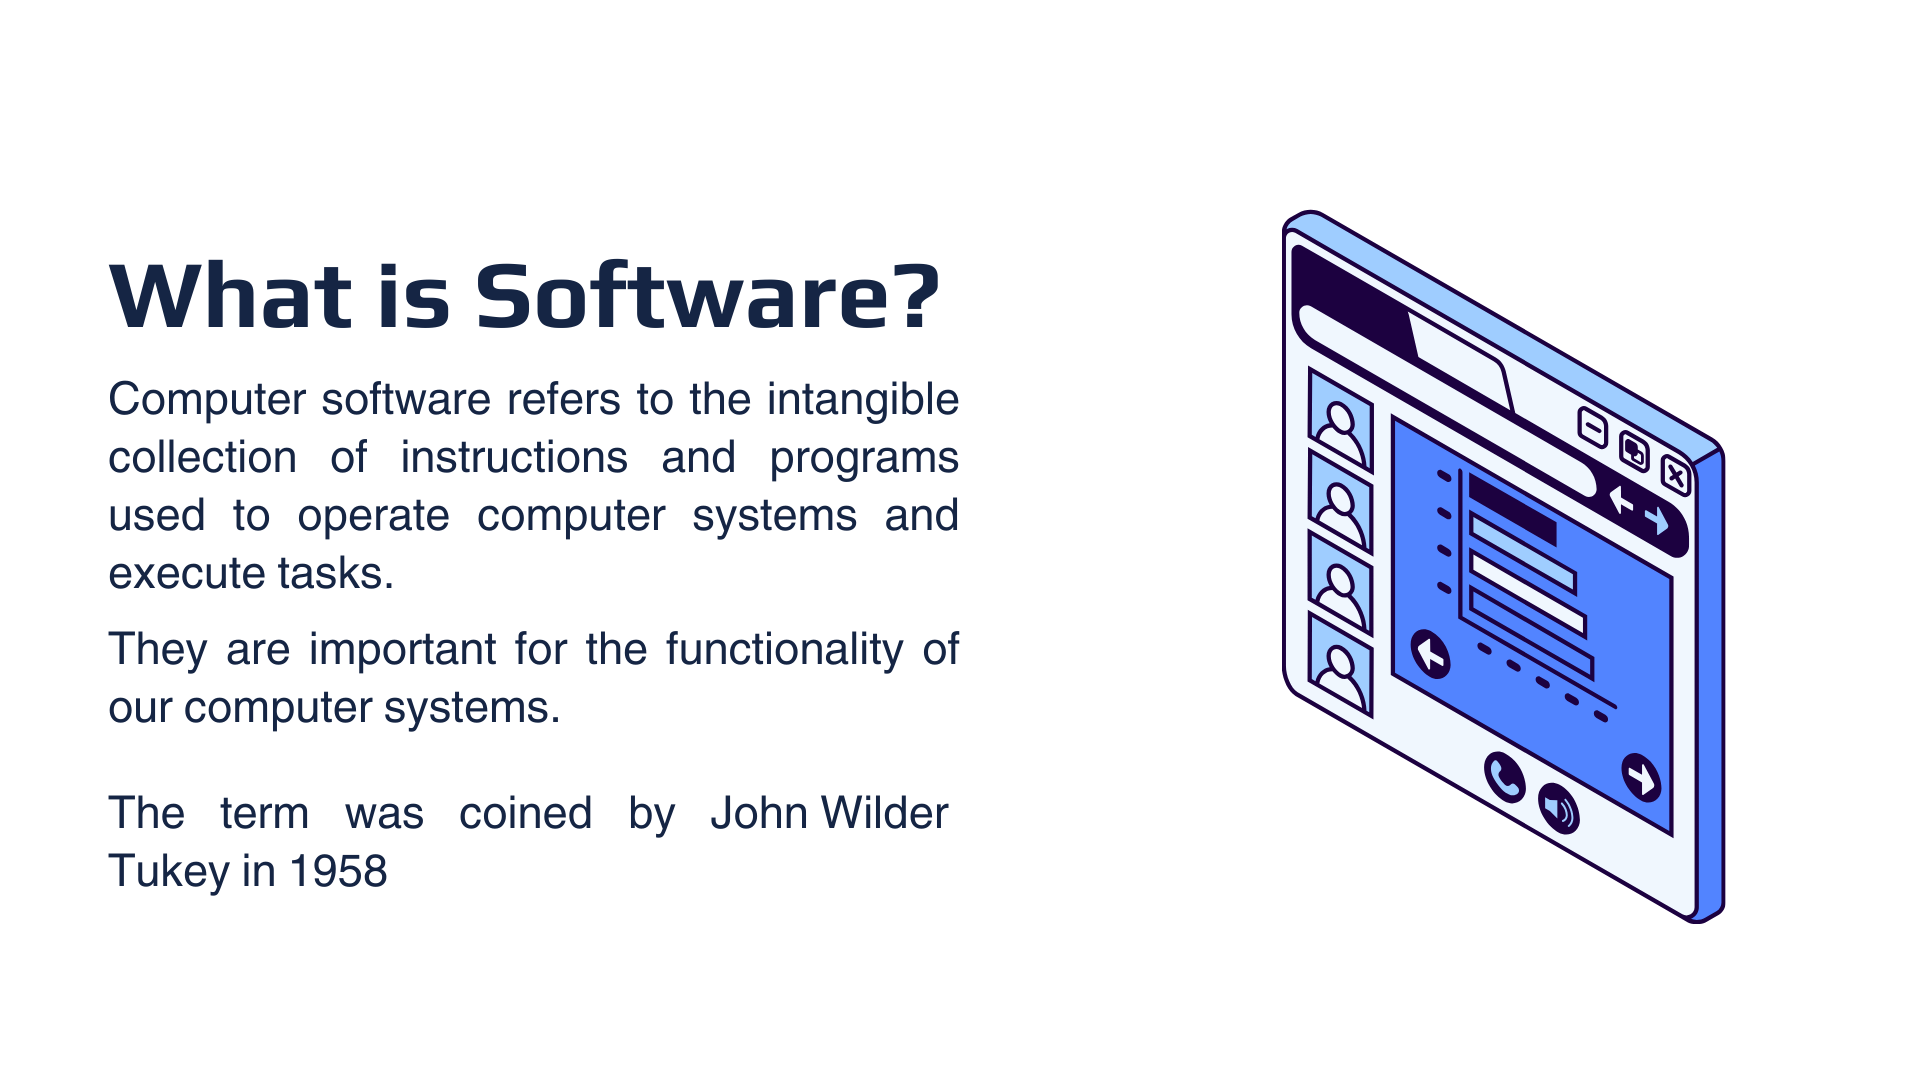 What is Software?
Computer software refers to the intangible
collection of instructions and programs
used to operate computer systems and
execute tasks.
They are important for the functionality of
our computer systems.
The term was coined by John Wilder
Tukey in 1958